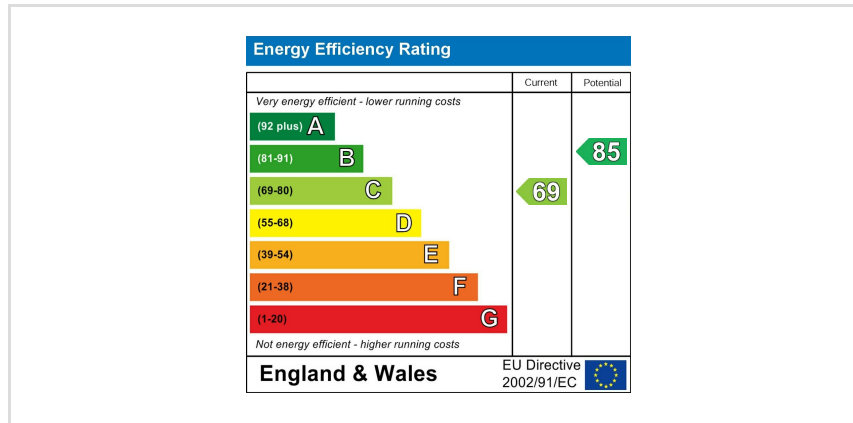 Energy Efficiency Rating
Current Potential
Very energy efficient - lower running costs
(92 plus) A
(81-91) B
85
(69-80) C
69
(55-68) D
(39-54) E
(21-38) F
(1-20) G
Not energy efficient - higher running costs
England & Wales
EU Directive
2002/91/EC